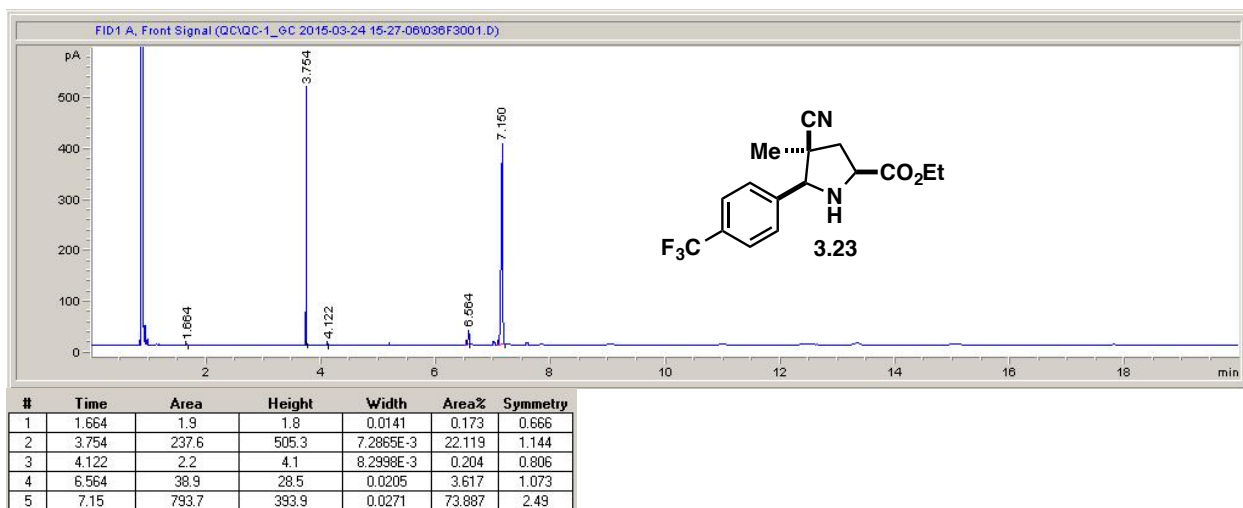 FID1 A, Front Signal (QC\QC-1_GC 2015-03-24 15-27-06\036F3001.D)
pA
500
400
300
200
100
0
1.664
3.754
4.122
6.564
7.150
2 4 6 8 10 12 14 16 18 min
CN
Me
CO2Et
N
H
F3C
3.23
# Time Area Height Width Area% Symmetry
1 1.664 1.9 1.8 0.0141 0.173 0.666
2 3.754 237.6 505.3 7.2865E-3 22.119 1.144
3 4.122 2.2 4.1 8.2998E-3 0.204 0.806
4 6.564 38.9 28.5 0.0205 3.617 1.073
5 7.15 793.7 393.9 0.0271 73.887 2.49